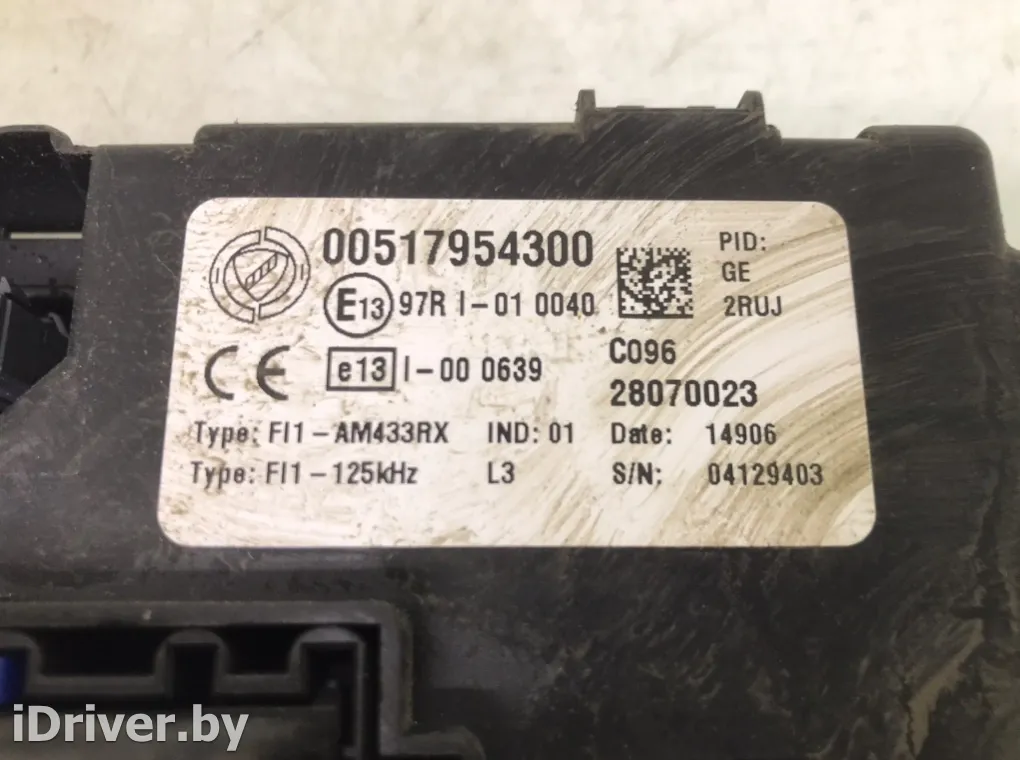 00517954300
PID:
GE
2RUJ
E13 97R I-01 0040
CE e13 I-00 0639
C096
28070023
Type: FI1-AM433RX IND: 01 Date: 14906
Type: FI1-125kHz L3 S/N: 04129403
iDriver.by